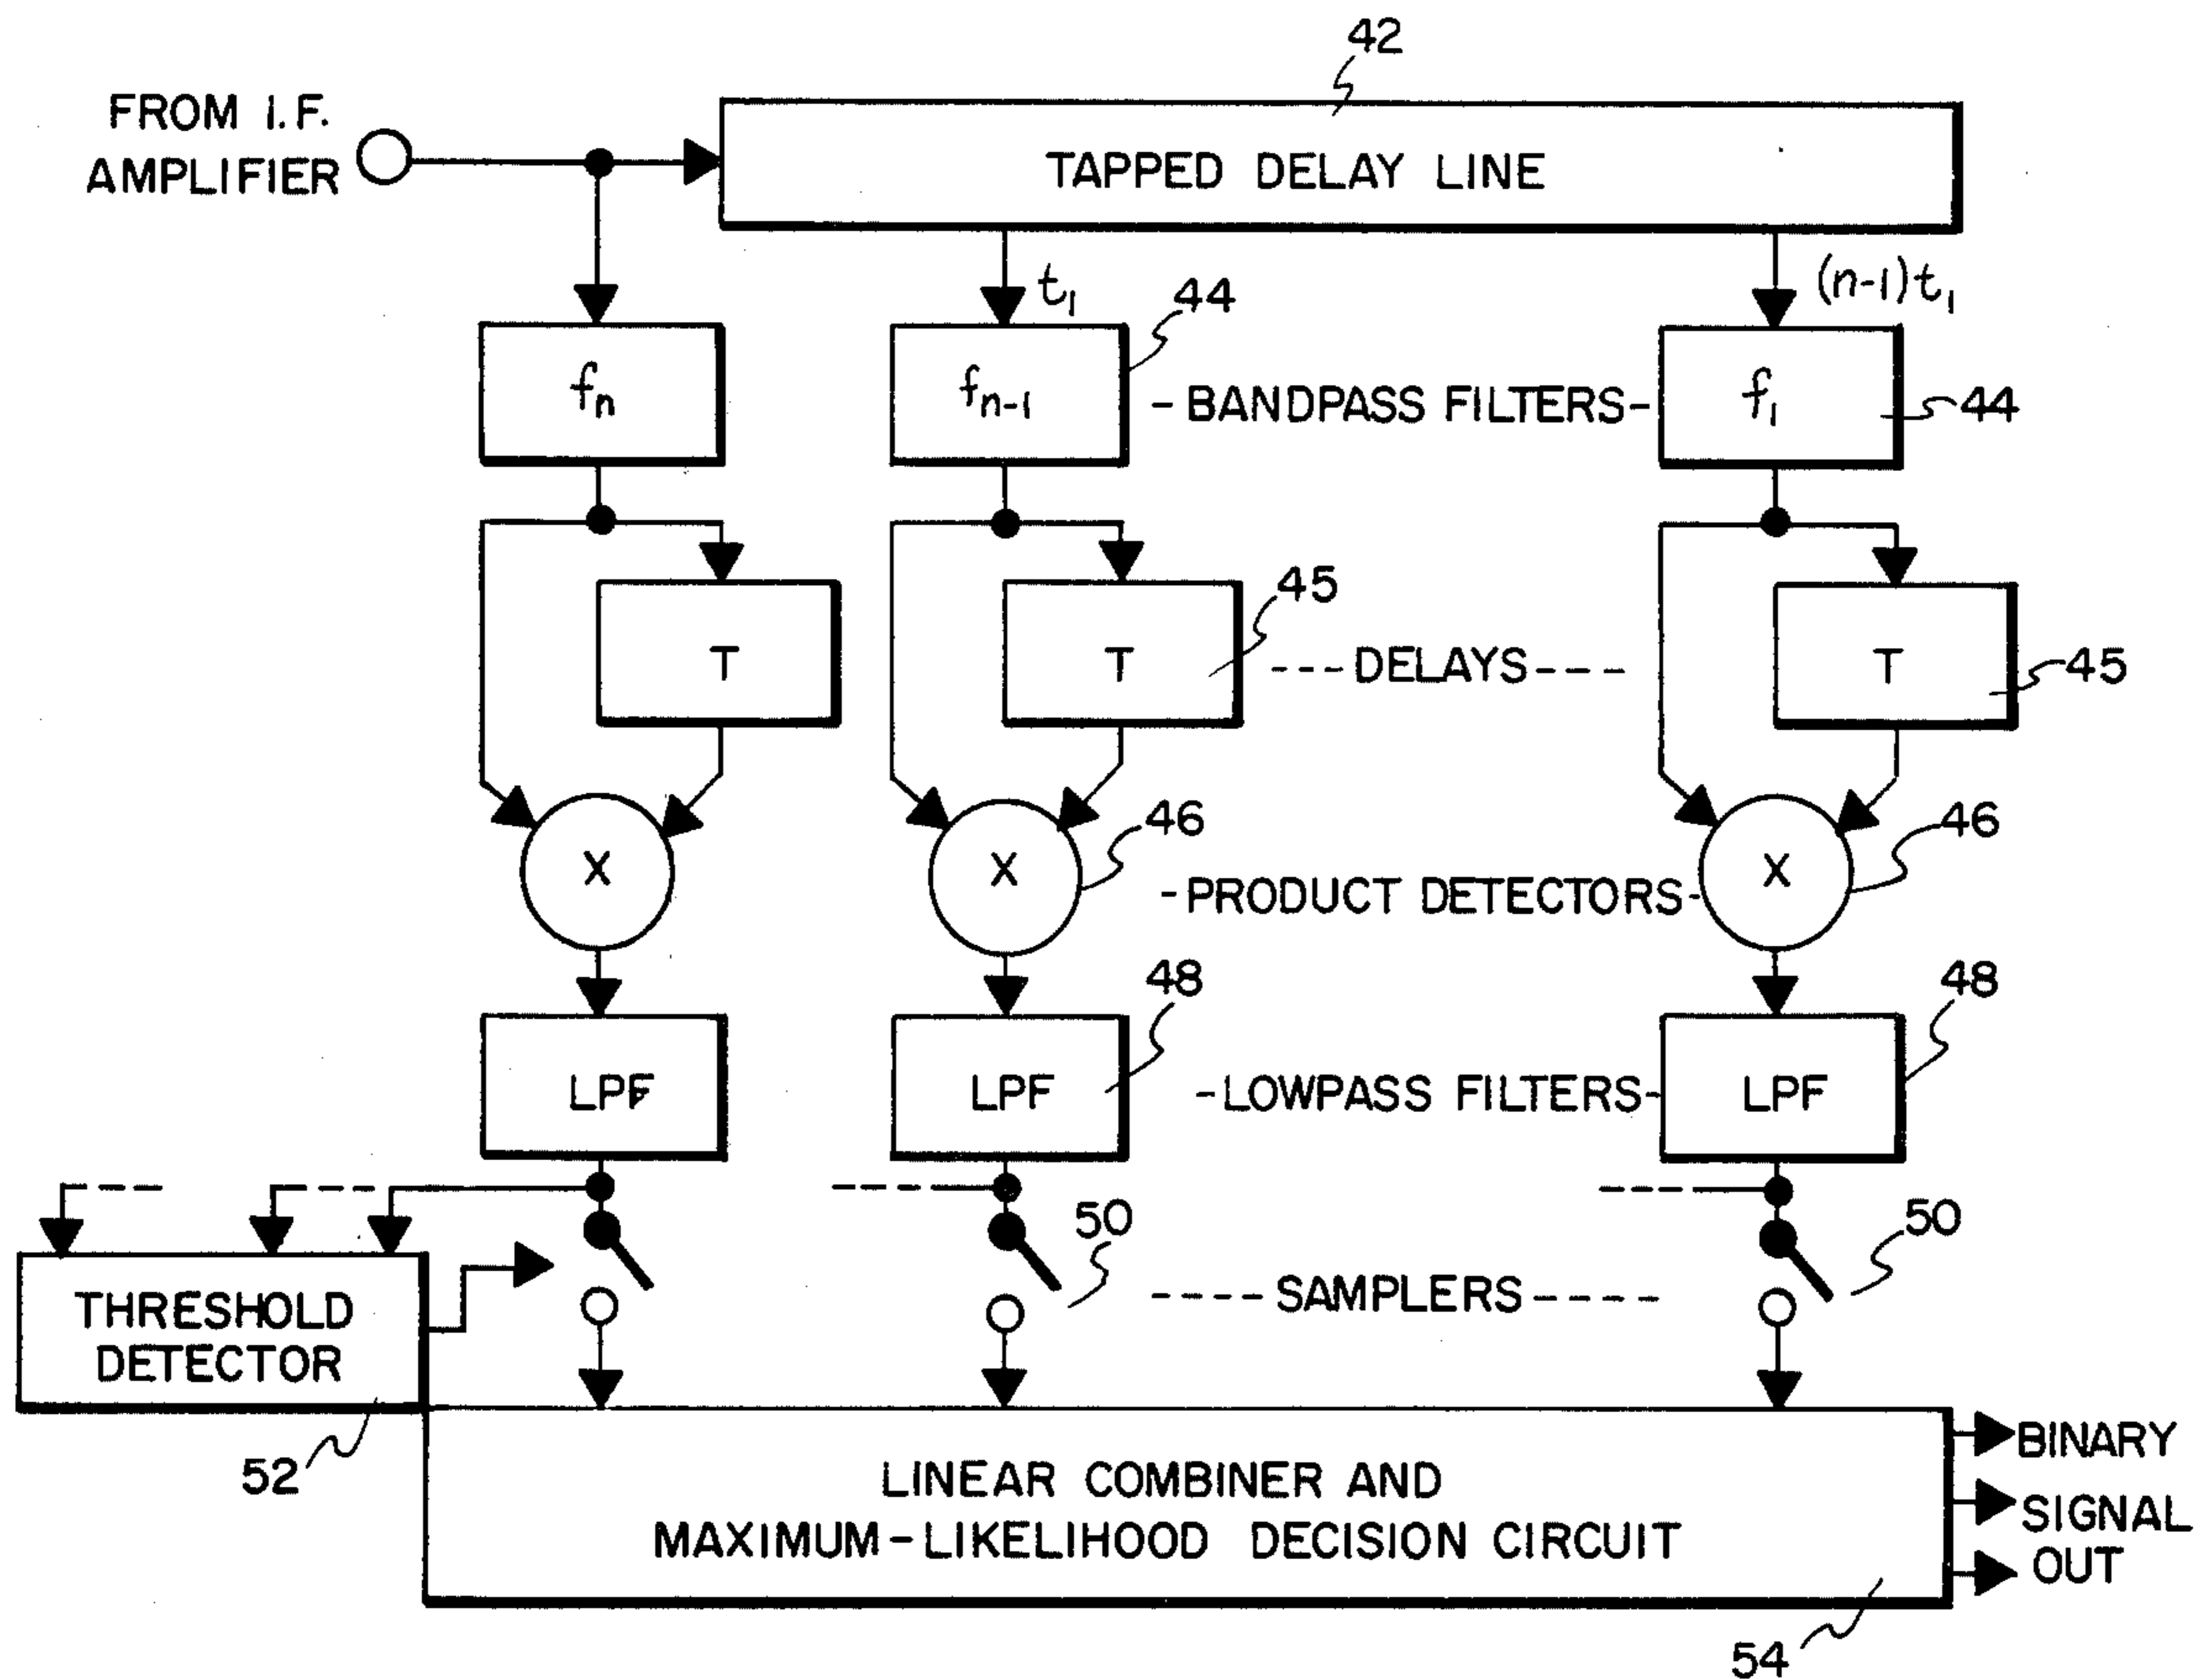 42
FROM I.F.
AMPLIFIER
TAPPED DELAY LINE
t₁
44
(n-1)t₁
fₙ
fₙ₋₁
- BANDPASS FILTERS -
f₁
44
45
T
T
--- DELAYS ----
T
45
46
46
X
X
- PRODUCT DETECTORS -
X
48
48
LPF
LPF
- LOWPASS FILTERS -
LPF
50
50
THRESHOLD
DETECTOR
---- SAMPLERS ----
52
LINEAR COMBINER AND
MAXIMUM-LIKELIHOOD DECISION CIRCUIT
BINARY
SIGNAL
OUT
54